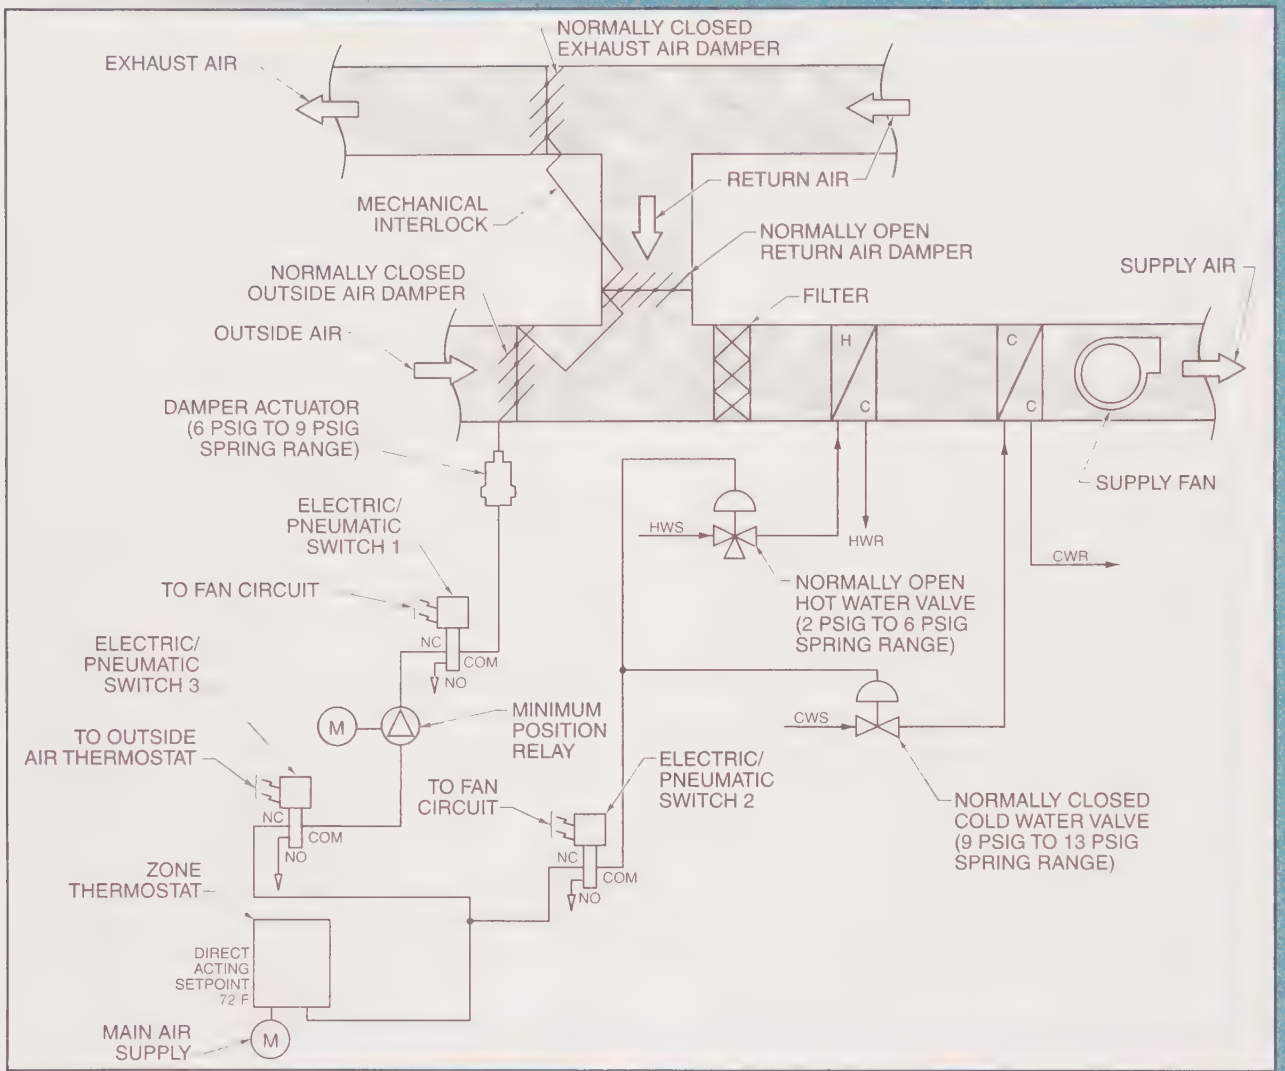 NORMALLY CLOSED
EXHAUST AIR DAMPER
EXHAUST AIR
RETURN AIR
MECHANICAL
INTERLOCK
NORMALLY OPEN
RETURN AIR DAMPER
NORMALLY CLOSED
OUTSIDE AIR DAMPER
SUPPLY AIR
FILTER
OUTSIDE AIR
H
C
C
C
DAMPER ACTUATOR
(6 PSIG TO 9 PSIG
SPRING RANGE)
SUPPLY FAN
ELECTRIC/
PNEUMATIC
SWITCH 1
HWS
HWR
CWR
TO FAN CIRCUIT
NORMALLY OPEN
HOT WATER VALVE
(2 PSIG TO 6 PSIG
SPRING RANGE)
NC
COM
NO
ELECTRIC/
PNEUMATIC
SWITCH 3
M
MINIMUM
POSITION
RELAY
CWS
TO OUTSIDE
AIR THERMOSTAT
ELECTRIC/
PNEUMATIC
SWITCH 2
TO FAN
CIRCUIT
NORMALLY CLOSED
COLD WATER VALVE
(9 PSIG TO 13 PSIG
SPRING RANGE)
NC
COM
NO
NC
COM
NO
ZONE
THERMOSTAT
DIRECT
ACTING
SETPOINT
72 F
MAIN AIR
SUPPLY
M